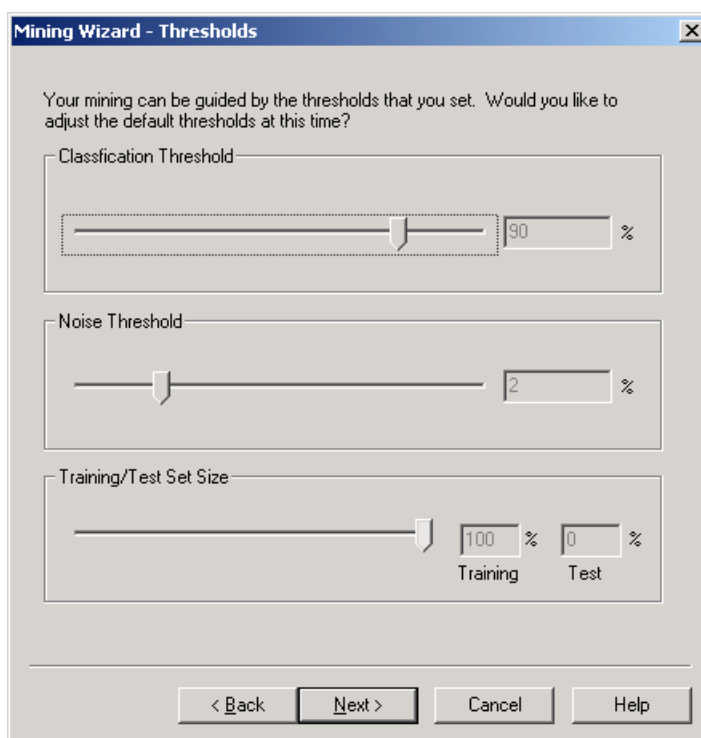 Mining Wizard - Thresholds
Your mining can be guided by the thresholds that you set. Would you like to
adjust the default thresholds at this time?
Classfication Threshold
90 %
Noise Threshold
2 %
Training/Test Set Size
100 % 0 %
Training Test
< Back Next > Cancel Help